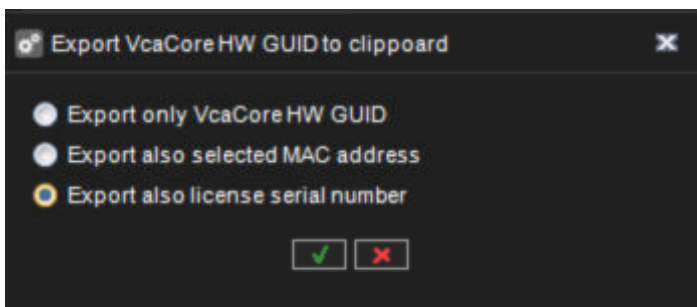 Export VcaCore HW GUID to clippoard
Export only VcaCore HW GUID
Export also selected MAC address
Export also license serial number